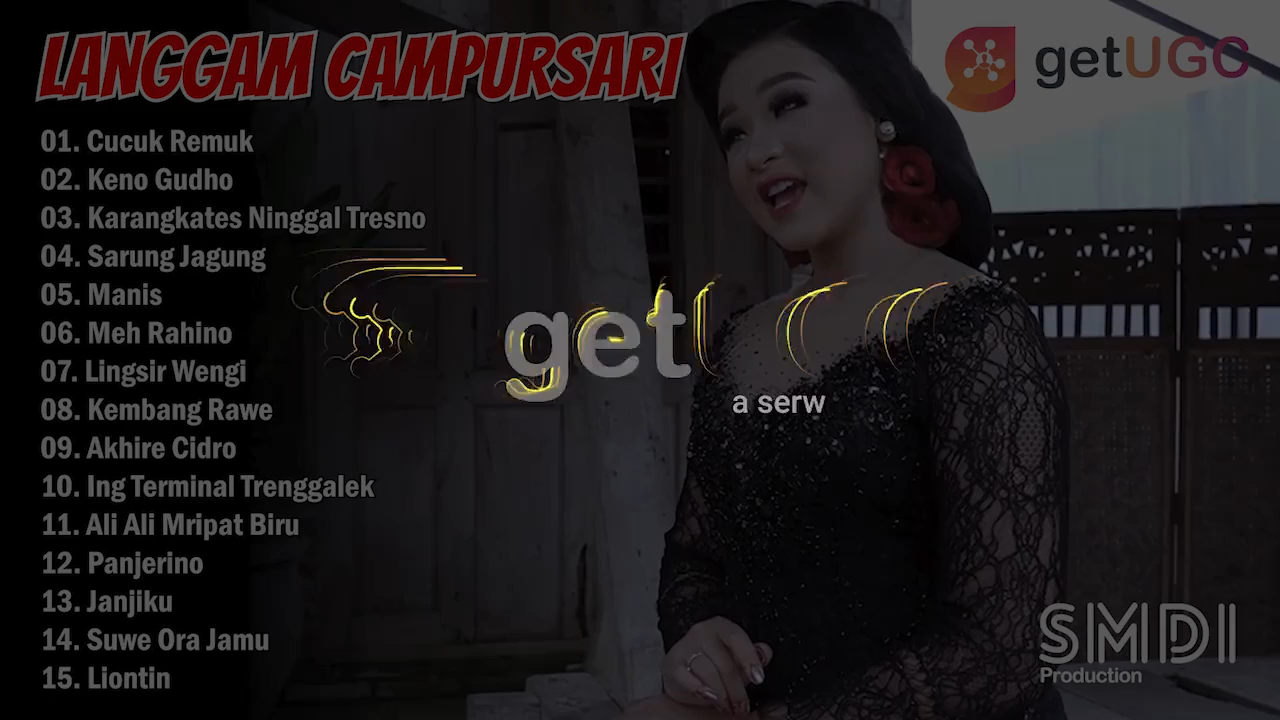 LANGGAM CAMPURSARI
getUGC
01. Cucuk Remuk
02. Keno Gudho
03. Karangkates Ninggal Tresno
04. Sarung Jagung
05. Manis
06. Meh Rahino
07. Lingsir Wengi
08. Kembang Rawe
09. Akhire Cidro
10. Ing Terminal Trenggalek
11. Ali Ali Mripat Biru
12. Panjerino
13. Janjiku
14. Suwe Ora Jamu
15. Liontin
get
a serw
SMDI
Production